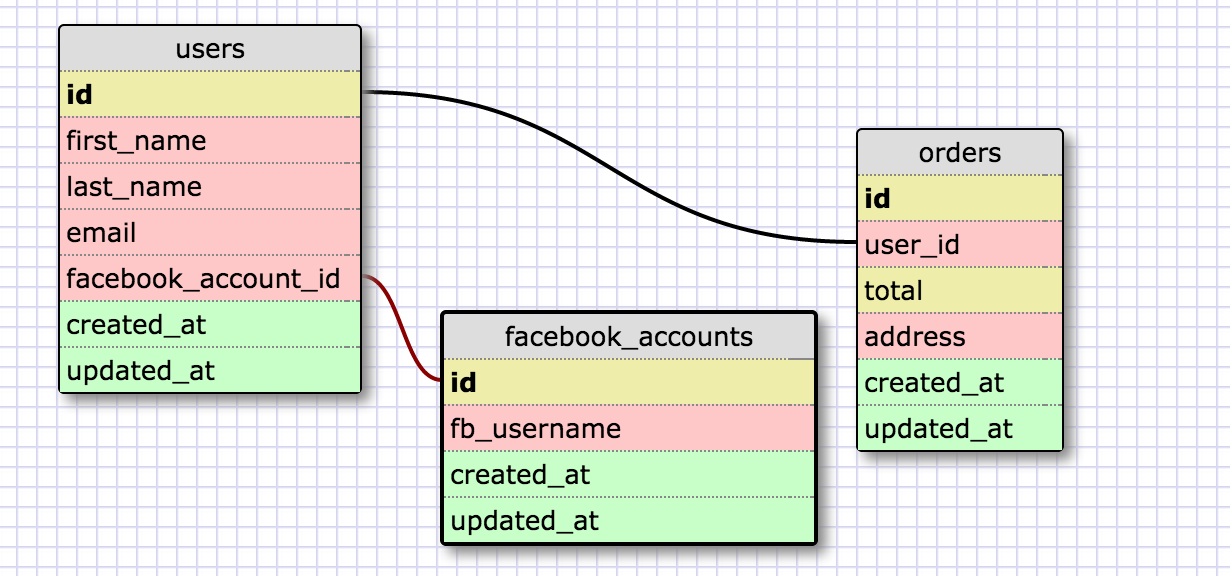 users
id
first_name
last_name
email
facebook_account_id
created_at
updated_at
facebook_accounts
id
fb_username
created_at
updated_at
orders
id
user_id
total
address
created_at
updated_at